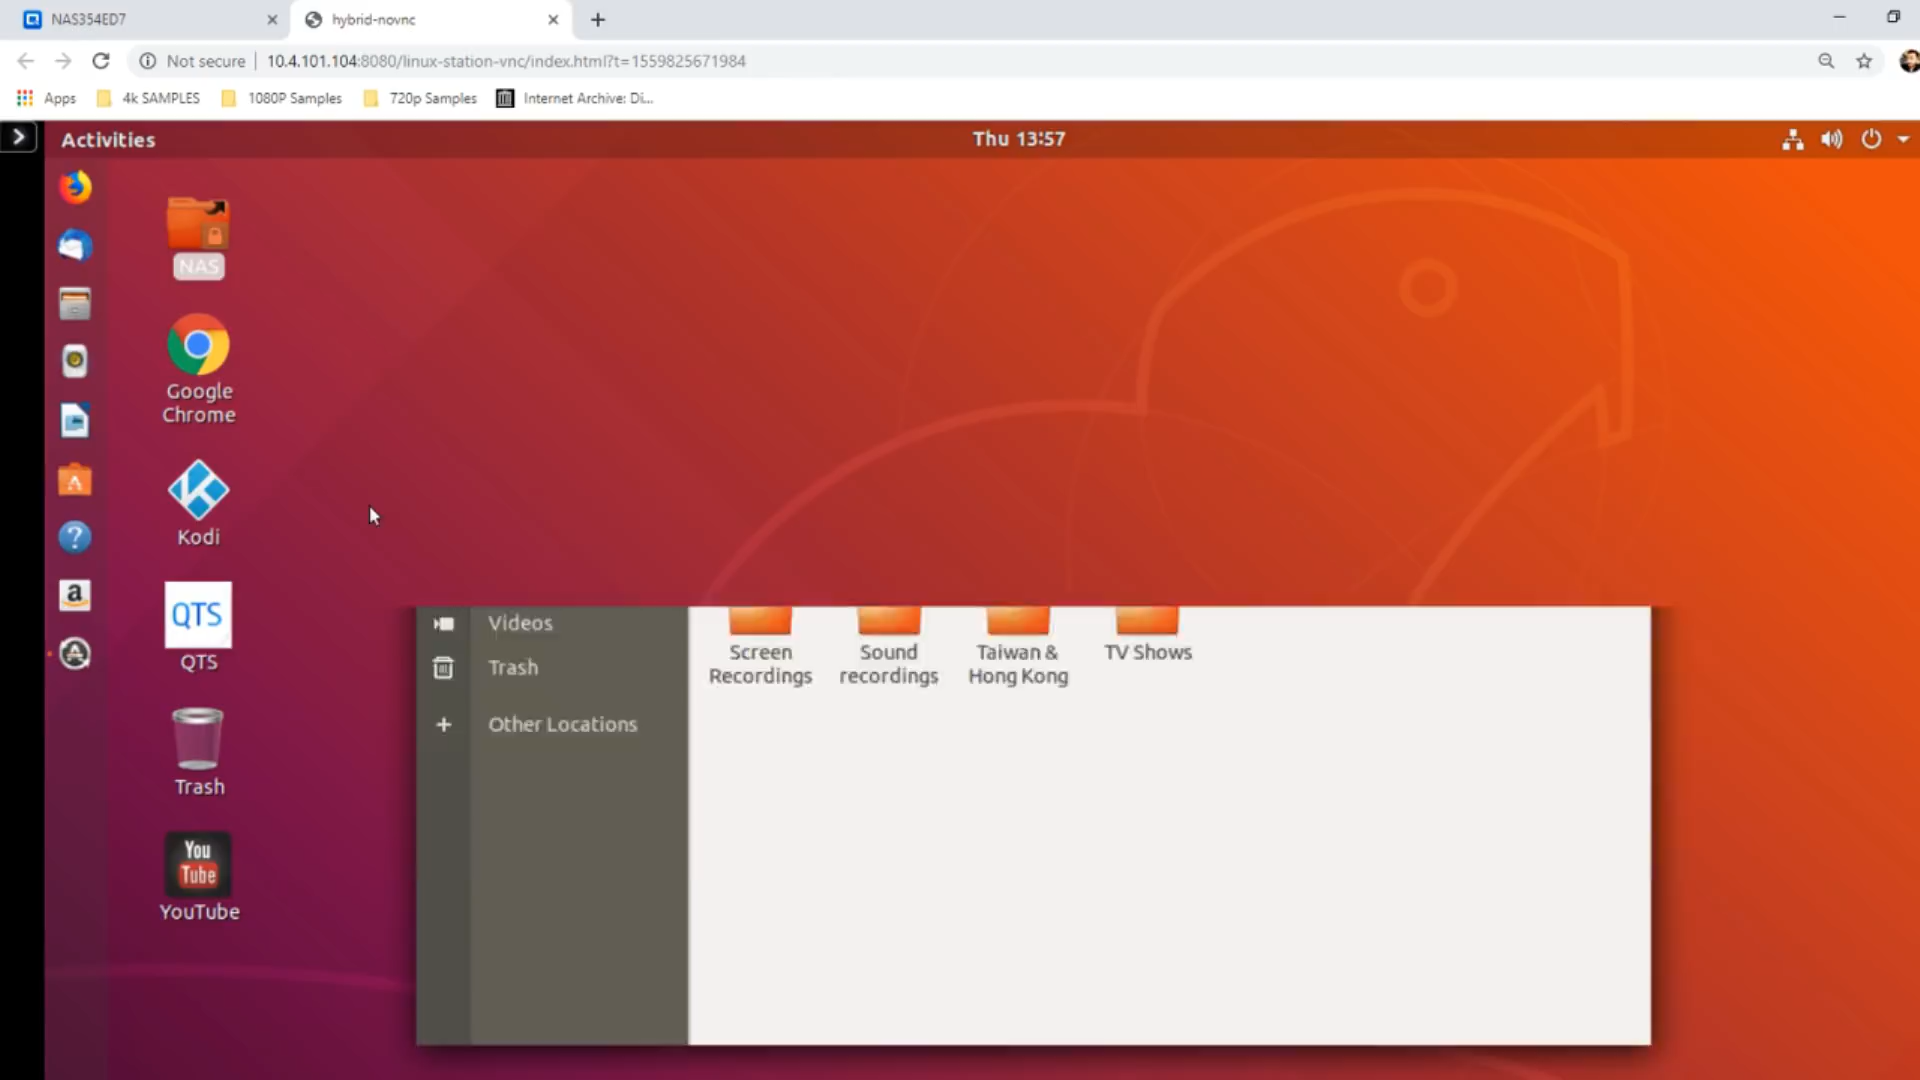 NAS354ED7
hybrid-novnc
Not secure
10.4.101.104:8080/linux-station-vnc/index.html?t=1559825671984
Apps
4k SAMPLES
1080P Samples
720p Samples
Internet Archive: Di...
Activities
Thu 13:57
NAS
Google
Chrome
Kodi
QTS
QTS
Trash
You
Tube
YouTube
a
Videos
Trash
Other Locations
Screen
Recordings
Sound
recordings
Taiwan &
Hong Kong
TV Shows